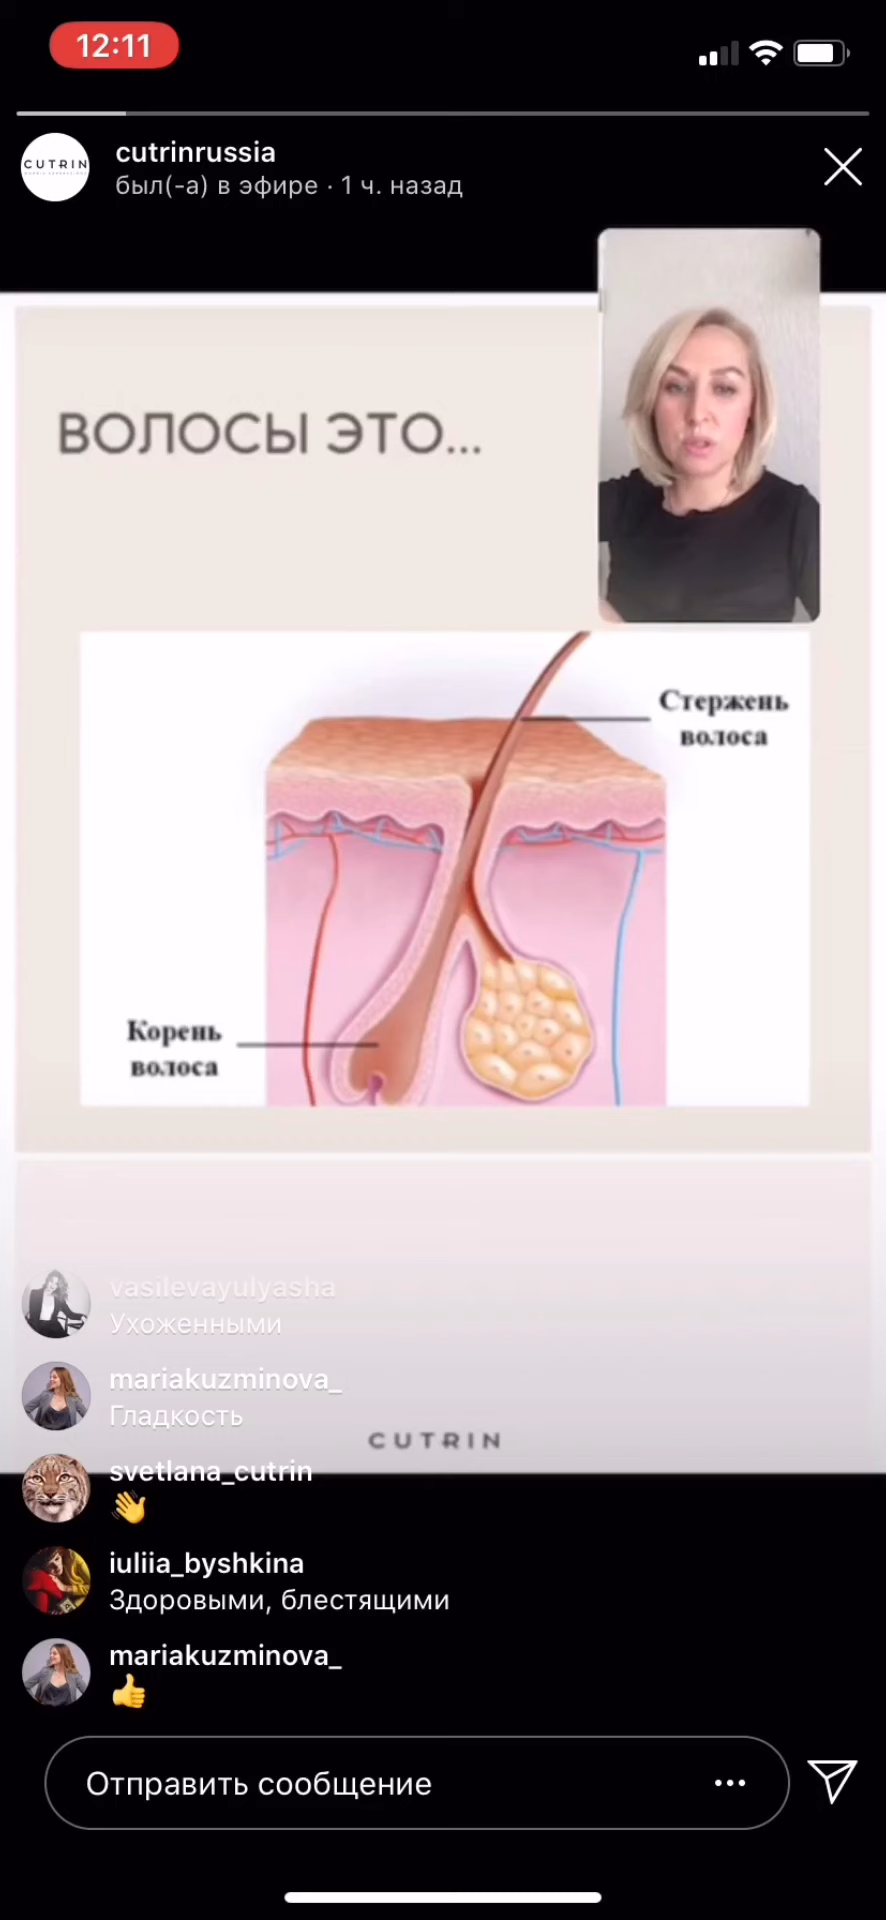 12:11
CUTRIN
cutrinrussia
был(-а) в эфире · 1 ч. назад
ВОЛОСЫ ЭТО...
Стержень
волоса
Корень
волоса
vasilevayulyasha
Ухоженными
mariakuzminova_
Гладкость
CUTRIN
svetlana_cutrin
👋
iuliia_byshkina
Здоровыми, блестящими
mariakuzminova_
👍
Отправить сообщение